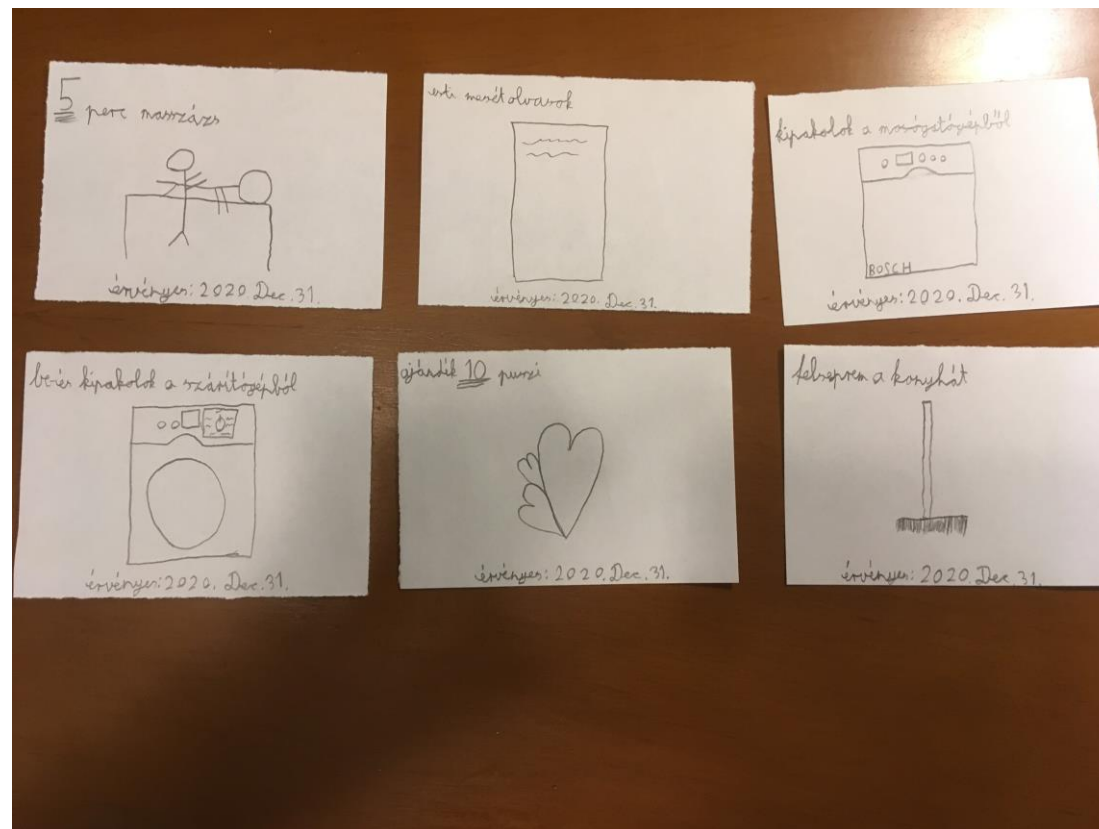 5 perc masszázs
érvényes: 2020 Dec. 31.
esti mesét olvasok
érvényes: 2020. Dec. 31.
kipakolok a mosógatógépből
BOSCH
érvényes: 2020. Dec. 31.
be-és kipakolok a szárítógépből
érvényes: 2020. Dec. 31.
ajándék 10 puszi
érvényes: 2020. Dec. 31.
felseprem a konyhát
érvényes: 2020. Dec. 31.